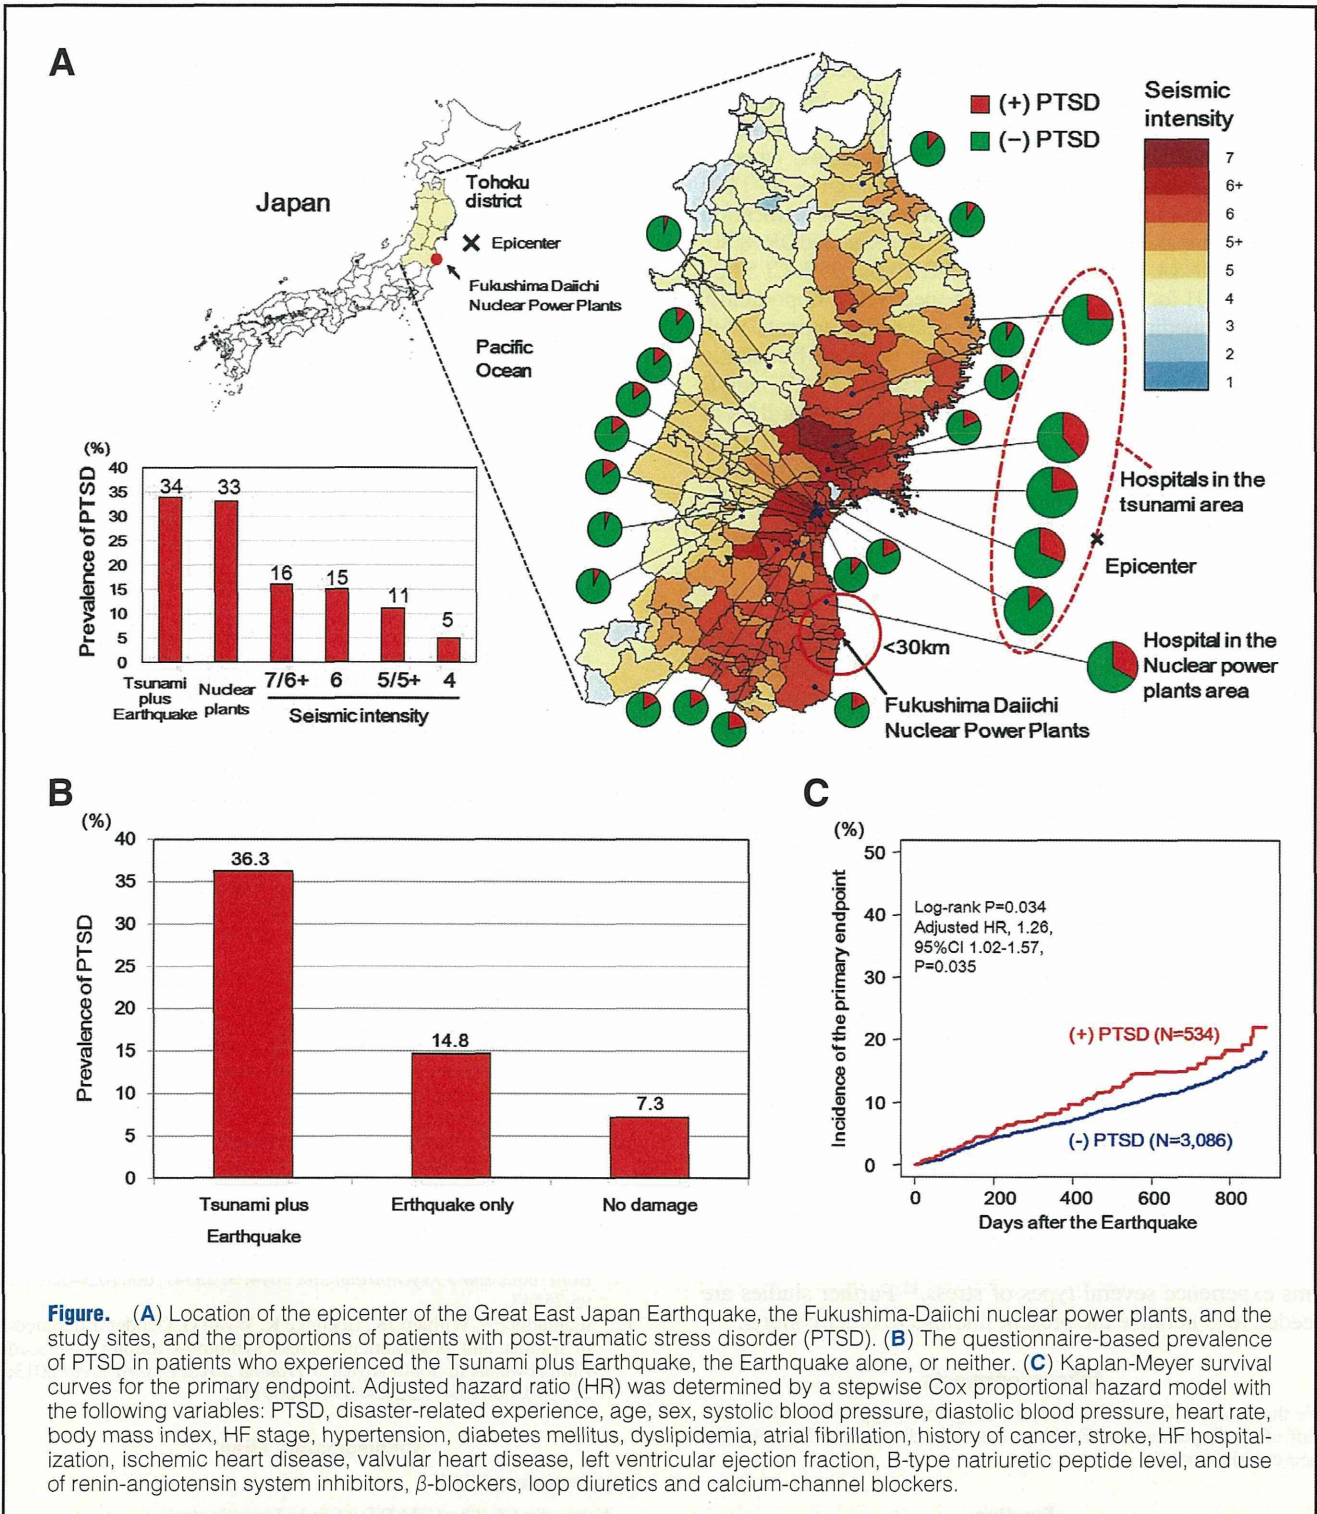 A
Japan
Tohoku
district
Epicenter
Fukushima Daiichi
Nuclear Power Plants
Pacific
Ocean
(+) PTSD
(−) PTSD
Seismic
intensity
7
6+
6
5+
5
4
3
2
1
Hospitals in the
tsunami area
Epicenter
Hospital in the
Nuclear power
plants area
<30km
Fukushima Daiichi
Nuclear Power Plants
(%)
Prevalence of PTSD
40
35
30
25
20
15
10
5
0
34
33
16
15
11
5
Tsunami
plus
Earthquake
Nuclear
plants
7/6+
6
5/5+
4
Seismic intensity
B
(%)
Prevalence of PTSD
40
35
30
25
20
15
10
5
0
36.3
14.8
7.3
Tsunami plus
Earthquake
Erthquake only
No damage
C
(%)
Incidence of the primary endpoint
50
40
30
20
10
0
Log-rank P=0.034
Adjusted HR, 1.26,
95%CI 1.02-1.57,
P=0.035
(+) PTSD (N=534)
(-) PTSD (N=3,086)
0
200
400
600
800
Days after the Earthquake
Figure. (A) Location of the epicenter of the Great East Japan Earthquake, the Fukushima-Daiichi nuclear power plants, and the
study sites, and the proportions of patients with post-traumatic stress disorder (PTSD). (B) The questionnaire-based prevalence
of PTSD in patients who experienced the Tsunami plus Earthquake, the Earthquake alone, or neither. (C) Kaplan-Meyer survival
curves for the primary endpoint. Adjusted hazard ratio (HR) was determined by a stepwise Cox proportional hazard model with
the following variables: PTSD, disaster-related experience, age, sex, systolic blood pressure, diastolic blood pressure, heart rate,
body mass index, HF stage, hypertension, diabetes mellitus, dyslipidemia, atrial fibrillation, history of cancer, stroke, HF hospital-
ization, ischemic heart disease, valvular heart disease, left ventricular ejection fraction, B-type natriuretic peptide level, and use
of renin-angiotensin system inhibitors, β-blockers, loop diuretics and calcium-channel blockers.